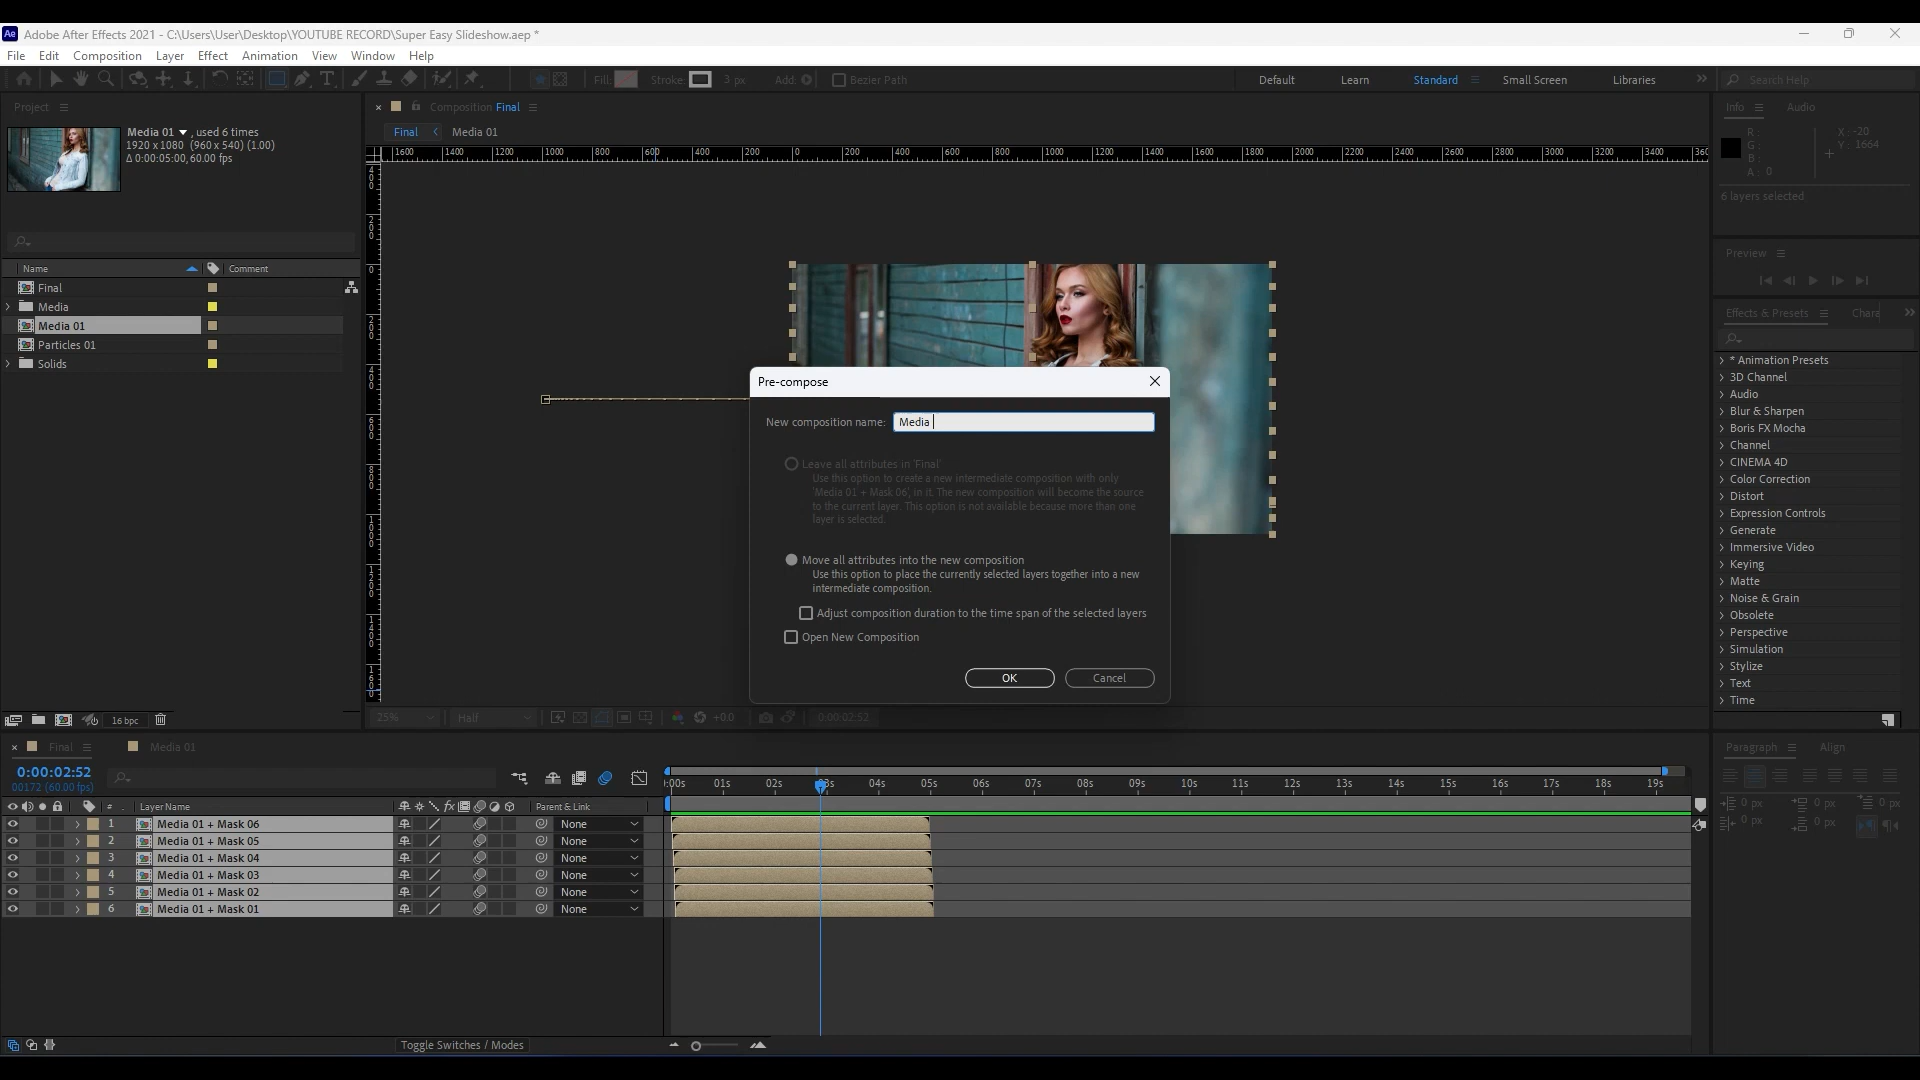 Ae Adobe After Effects 2021 - C:\Users\User\Desktop\YOUTUBE RECORD\Super Easy Slideshow.aep *
File Edit Composition Layer Effect Animation View Window Help
Fill: Stroke: 3 px Add: Bezier Path Default Learn Standard Small Screen Libraries Search Help
Project
Media 01 , used 6 times
1920 x 1080 (960 x 540) (1.00)
Δ 0:00:05:00, 60.00 fps
Name Comment
Final
Media
Media 01
Particles 01
Solids
16 bpc
Composition Final
Final Media 01
1600 1400 1200 1000 800 600 400 200 0 200 400 600 800 1000 1200 1400 1600 1800 2000 2200 2400 2600 2800 3000 3200 3400
Pre-compose
New composition name: Media
Leave all attributes in 'Final'
Use this option to create a new intermediate composition with only
'Media 01 + Mask 06', in it. The new composition will become the source
to the current layer. This option is not available because more than one
layer is selected.
Move all attributes into the new composition
Use this option to place the currently selected layers together into a new
intermediate composition.
Adjust composition duration to the time span of the selected layers
Open New Composition
OK Cancel
25% Half +0.0 0:00:02:52
Info Audio
R : X : -20
G : Y : 1664
B :
A : 0
6 layers selected
Preview
Effects & Presets Chara
* Animation Presets
3D Channel
Audio
Blur & Sharpen
Boris FX Mocha
Channel
CINEMA 4D
Color Correction
Distort
Expression Controls
Generate
Immersive Video
Keying
Matte
Noise & Grain
Obsolete
Perspective
Simulation
Stylize
Text
Time
Final Media 01
0:00:02:52
00172 (60.00 fps)
# Layer Name Parent & Link
:00s 01s 02s 03s 04s 05s 06s 07s 08s 09s 10s 11s 12s 13s 14s 15s 16s 17s 18s 19s
1 Media 01 + Mask 06 None
2 Media 01 + Mask 05 None
3 Media 01 + Mask 04 None
4 Media 01 + Mask 03 None
5 Media 01 + Mask 02 None
6 Media 01 + Mask 01 None
Toggle Switches / Modes
Paragraph Align
0 px 0 px 0 px
0 px 0 px